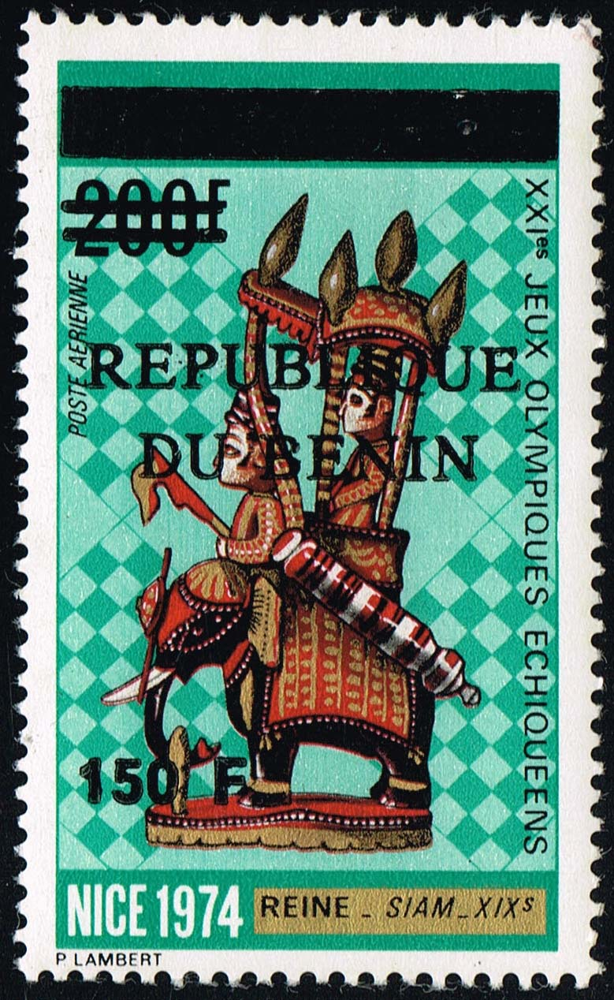 200F
POSTE AERIENNE
XXIes JEUX OLYMPIQUES ECHIQUEENS
REPUBLIQUE
DU BENIN
150 F
NICE 1974
REINE - SIAM - XIXs
P LAMBERT